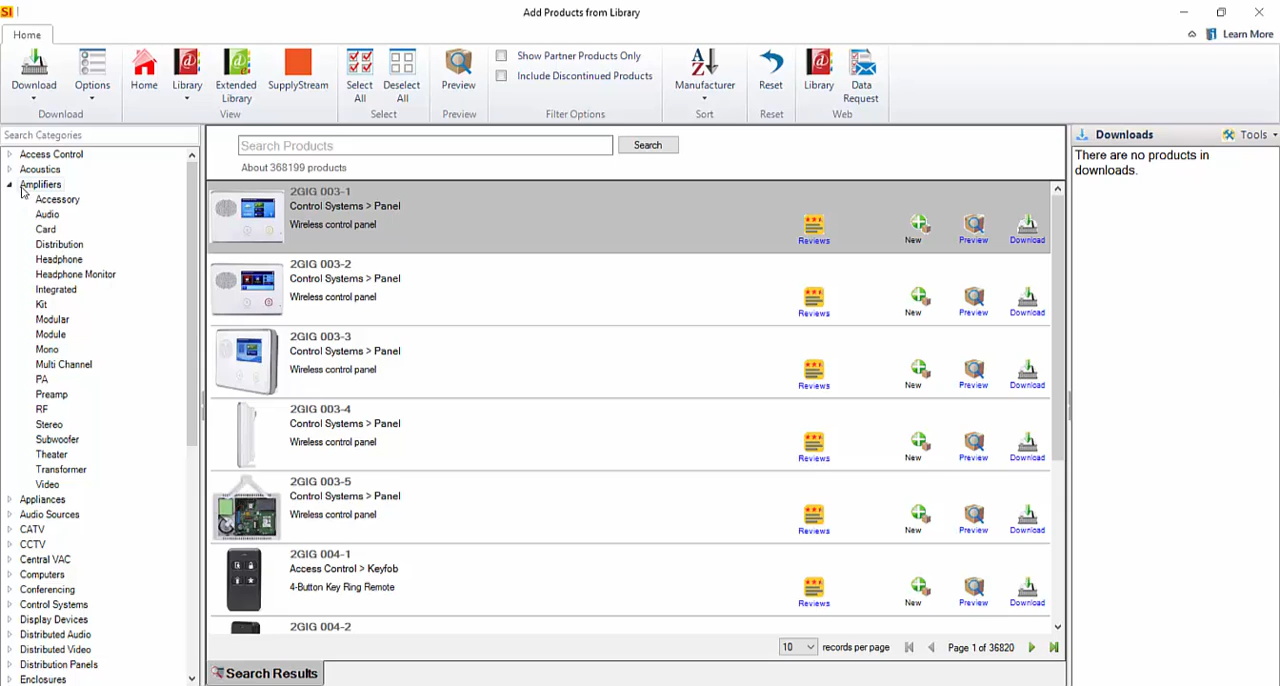 SI
Add Products from Library
Home
Learn More
Download
Options
Home
Library
Extended
Library
SupplyStream
Select
All
Deselect
All
Preview
Show Partner Products Only
Include Discontinued Products
Manufacturer
Reset
Library
Data
Request
Download
View
Select
Preview
Filter Options
Sort
Reset
Web
Search Categories
Access Control
Acoustics
Amplifiers
Accessory
Audio
Card
Distribution
Headphone
Headphone Monitor
Integrated
Kit
Modular
Module
Mono
Multi Channel
PA
Preamp
RF
Stereo
Subwoofer
Theater
Transformer
Video
Appliances
Audio Sources
CATV
CCTV
Central VAC
Computers
Conferencing
Control Systems
Display Devices
Distributed Audio
Distributed Video
Distribution Panels
Enclosures
Search Products
Search
About 368199 products
2GIG 003-1
Control Systems > Panel
Wireless control panel
Reviews
New
Preview
Download
2GIG 003-2
Control Systems > Panel
Wireless control panel
Reviews
New
Preview
Download
2GIG 003-3
Control Systems > Panel
Wireless control panel
Reviews
New
Preview
Download
2GIG 003-4
Control Systems > Panel
Wireless control panel
Reviews
New
Preview
Download
2GIG 003-5
Control Systems > Panel
Wireless control panel
Reviews
New
Preview
Download
2GIG 004-1
Access Control > Keyfob
4-Button Key Ring Remote
Reviews
New
Preview
Download
2GIG 004-2
10 records per page
Page 1 of 36820
Search Results
Downloads
Tools
There are no products in
downloads.